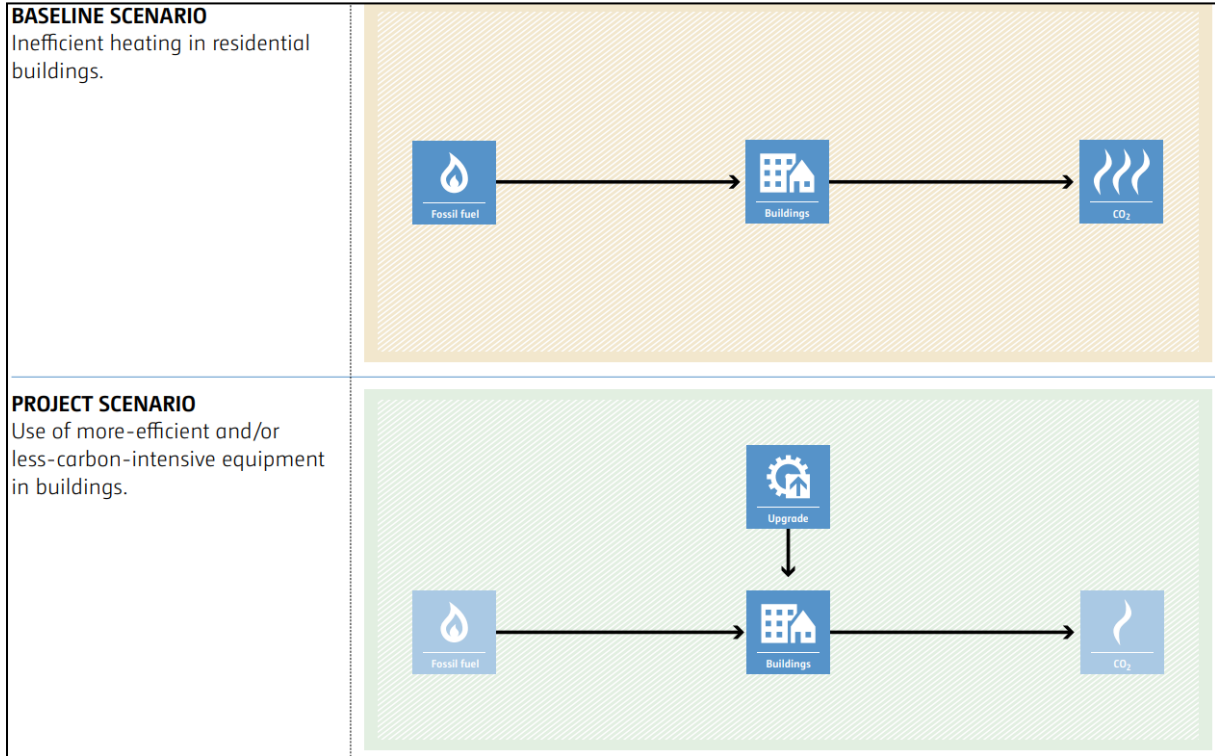 BASELINE SCENARIO
Inefficient heating in residential
buildings.
Fossil fuel
Buildings
CO₂
PROJECT SCENARIO
Use of more-efficient and/or
less-carbon-intensive equipment
in buildings.
Upgrade
Fossil fuel
Buildings
CO₂